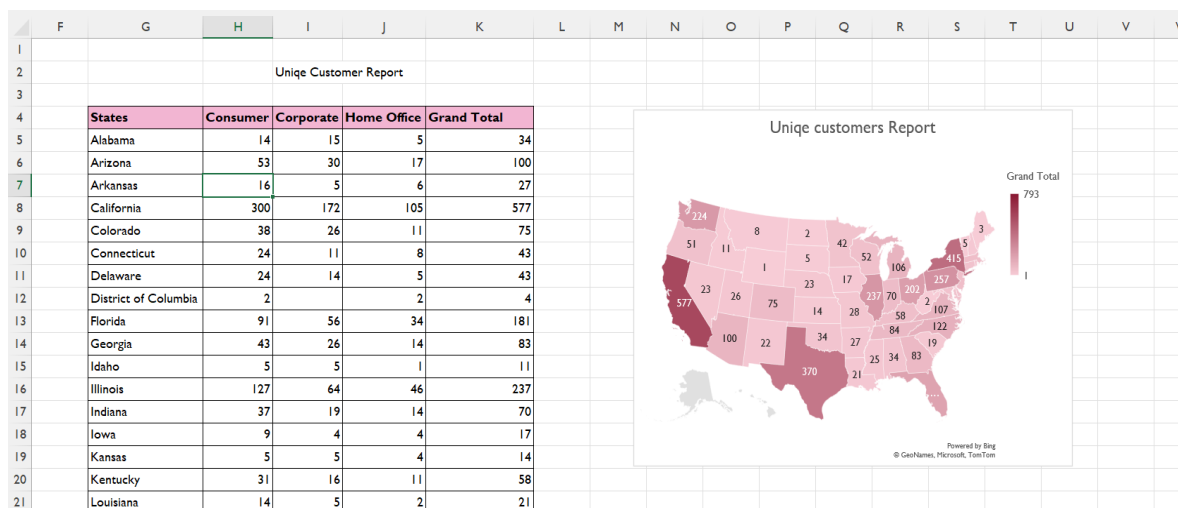 F G H I J K L M N O P Q R S T U V
1
2 Uniqe Customer Report
3
4 States Consumer Corporate Home Office Grand Total
5 Alabama 14 15 5 34
6 Arizona 53 30 17 100
7 Arkansas 16 5 6 27
8 California 300 172 105 577
9 Colorado 38 26 11 75
10 Connecticut 24 11 8 43
11 Delaware 24 14 5 43
12 District of Columbia 2 2 4
13 Florida 91 56 34 181
14 Georgia 43 26 14 83
15 Idaho 5 5 1 11
16 Illinois 127 64 46 237
17 Indiana 37 19 14 70
18 Iowa 9 4 4 17
19 Kansas 5 5 4 14
20 Kentucky 31 16 11 58
21 Louisiana 14 5 2 21
Uniqe customers Report
Grand Total
793
1
224 8 2 42 3
51 11 5 52 106 415 5
1 17 257
23 26 23 237 70 202 2
577 75 14 28 58 107
100 22 34 27 84 122
19
370 21 25 34 83
....
Powered by Bing
© GeoNames, Microsoft, TomTom